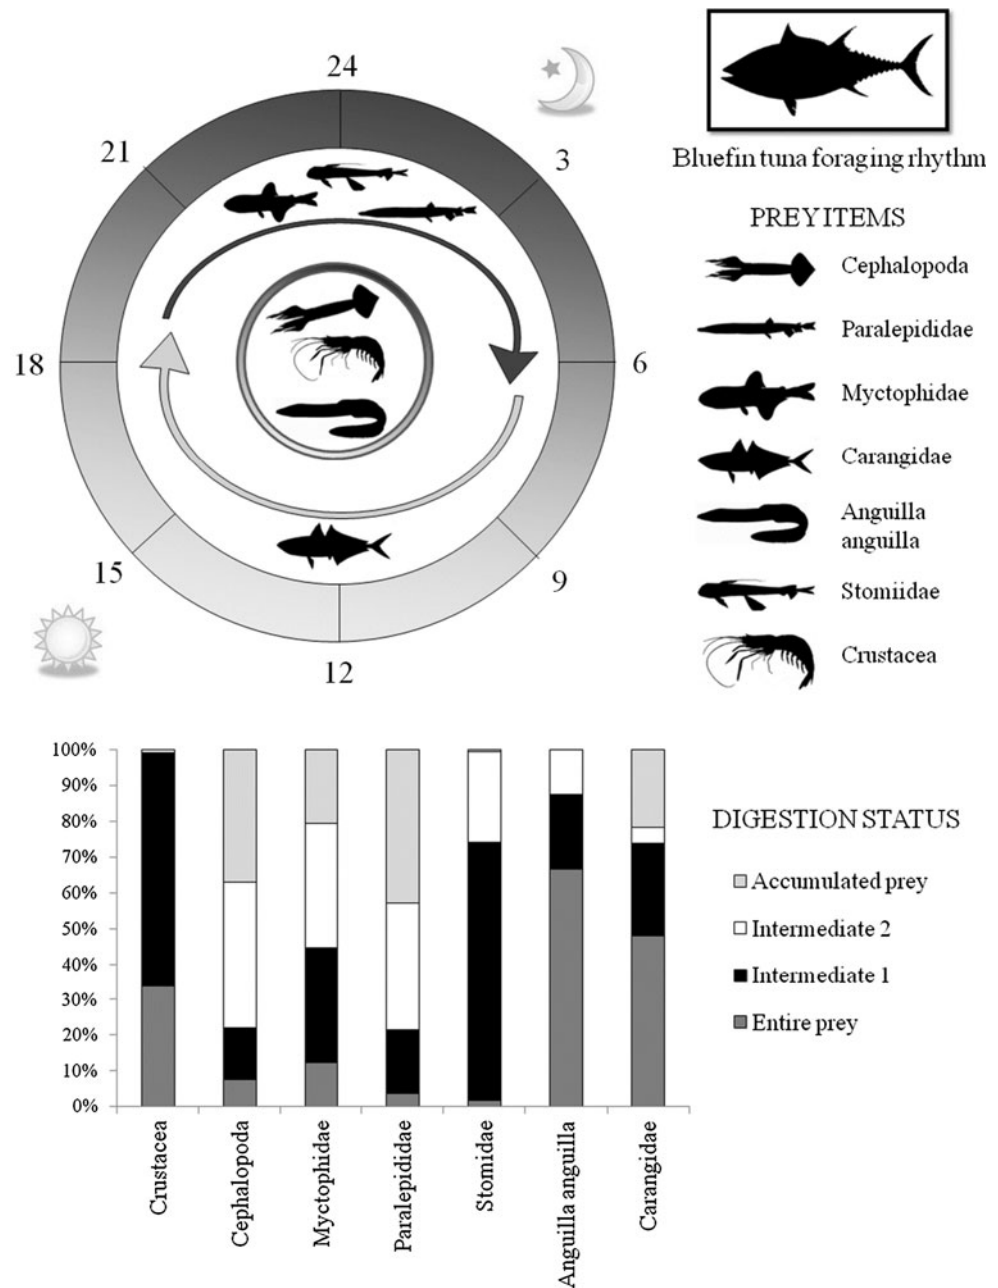 24
21
3
18
6
15
9
12
Bluefin tuna foraging rhythm
PREY ITEMS
Cephalopoda
Paralepididae
Myctophidae
Carangidae
Anguilla
anguilla
Stomiidae
Crustacea
100%
90%
80%
70%
60%
50%
40%
30%
20%
10%
0%
Crustacea
Cephalopoda
Myctophidae
Paralepididae
Stomidae
Anguilla anguilla
Carangidae
DIGESTION STATUS
Accumulated prey
Intermediate 2
Intermediate 1
Entire prey